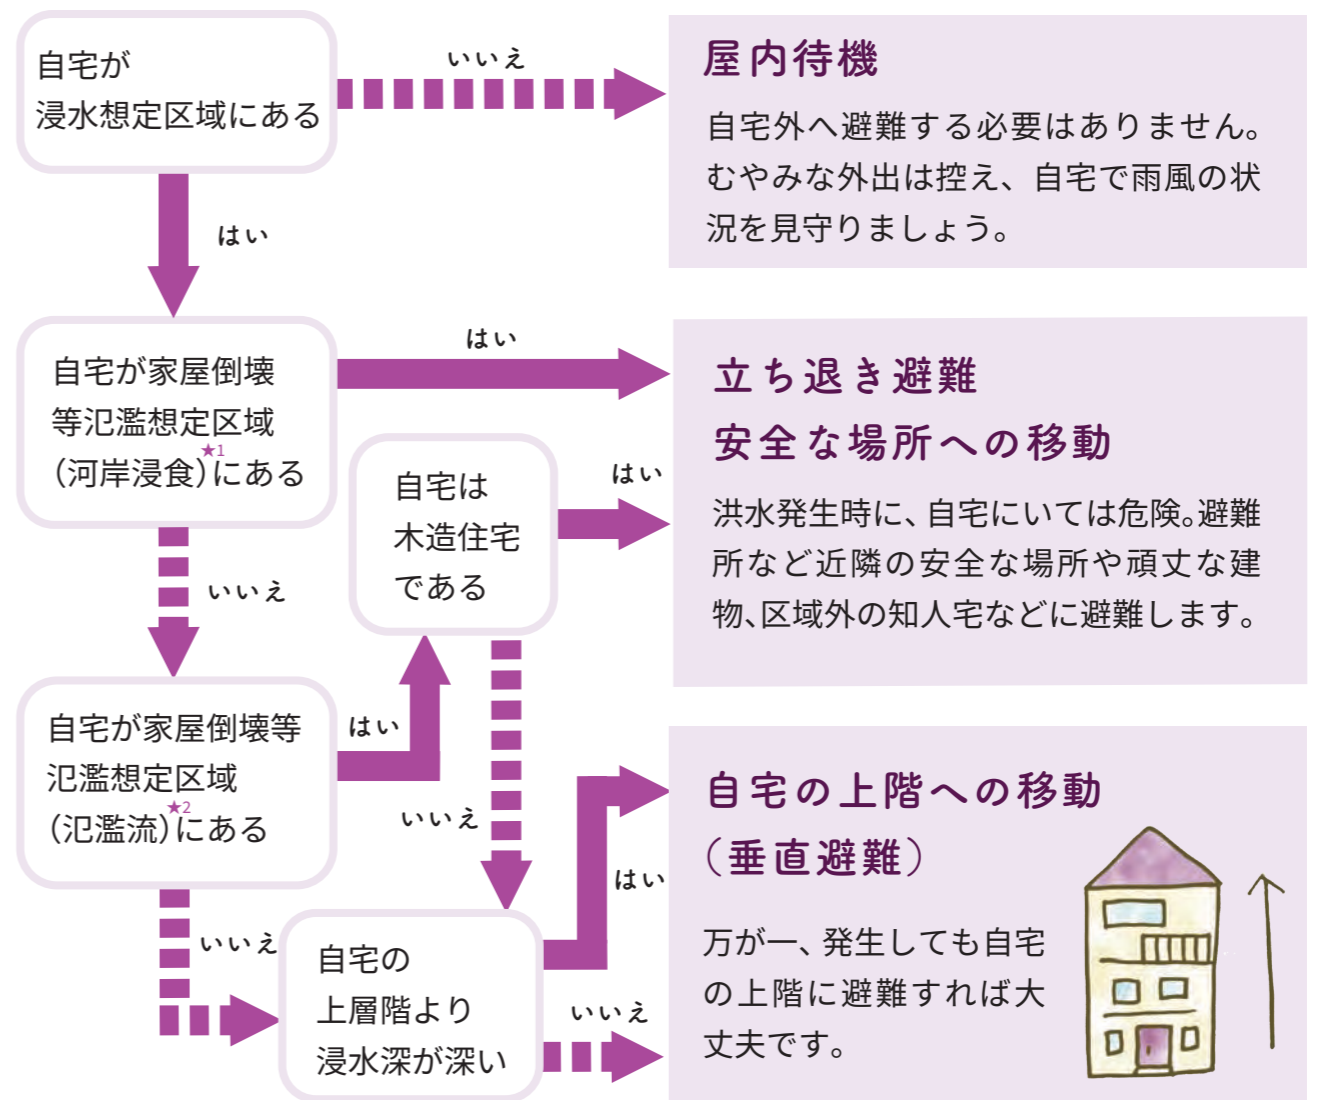 自宅が
浸水想定区域にある
いいえ
屋内待機
自宅外へ避難する必要はありません。
むやみな外出は控え、自宅で雨風の状
況を見守りましょう。
はい
自宅が家屋倒壊
等氾濫想定区域
(河岸浸食)★1にある
はい
立ち退き避難
安全な場所への移動
洪水発生時に、自宅にいては危険。避難
所など近隣の安全な場所や頑丈な建
物、区域外の知人宅などに避難します。
自宅は
木造住宅
である
はい
いいえ
自宅が家屋倒壊等
氾濫想定区域
(氾濫流)★2にある
はい
いいえ
いいえ
自宅の
上層階より
浸水深が深い
はい
いいえ
自宅の上階への移動
(垂直避難)
万が一、発生しても自宅
の上階に避難すれば大
丈夫です。